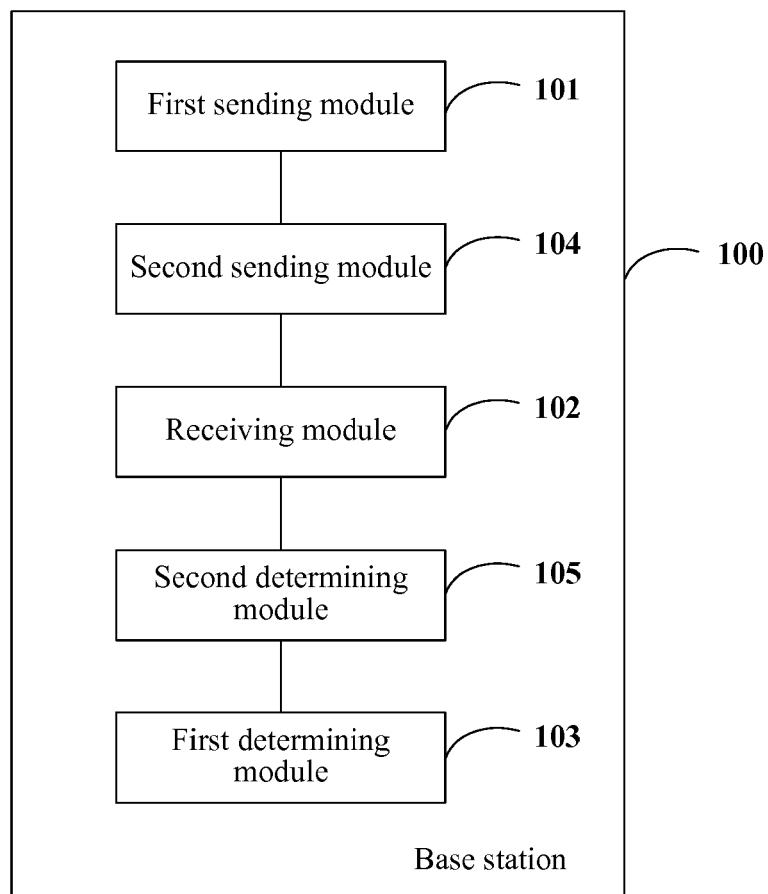 First sending module
101
Second sending module
104
100
Receiving module
102
Second determining
module
105
First determining
module
103
Base station